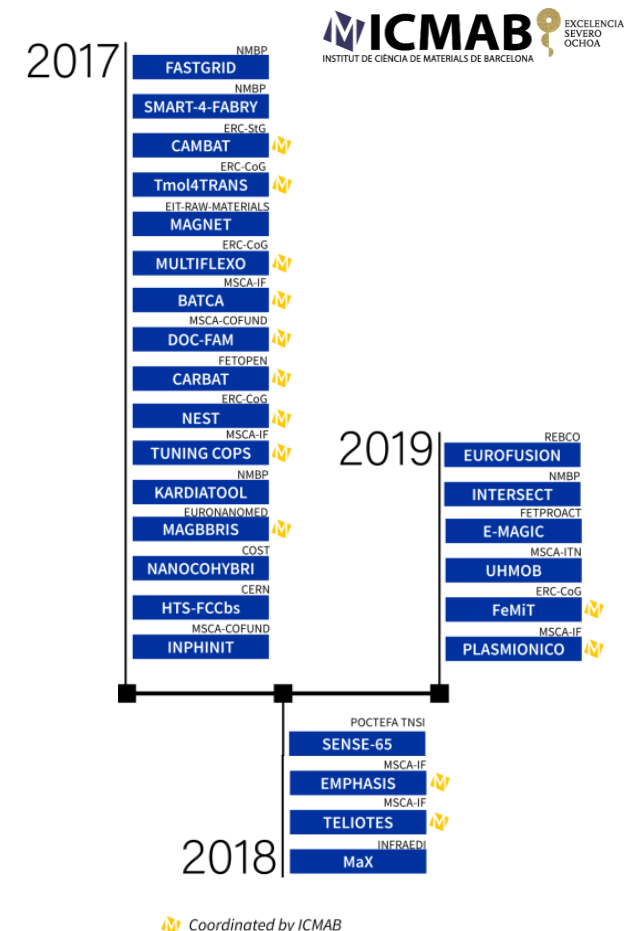 ICMAB
INSTITUT DE CIÈNCIA DE MATERIALS DE BARCELONA
EXCELENCIA
SEVERO
OCHOA
2017
NMBP
FASTGRID
NMBP
SMART-4-FABRY
ERC-StG
CAMBAT
ERC-CoG
Tmol4TRANS
EIT-RAW-MATERIALS
MAGNET
ERC-CoG
MULTIFLEXO
MSCA-IF
BATCA
MSCA-COFUND
DOC-FAM
FETOPEN
CARBAT
ERC-CoG
NEST
MSCA-IF
TUNING COPS
NMBP
KARDIATOOL
EURONANOMED
MAGBBRIS
COST
NANOCOHYBRI
CERN
HTS-FCCbs
MSCA-COFUND
INPHINIT
2019
REBCO
EUROFUSION
NMBP
INTERSECT
FETPROACT
E-MAGIC
MSCA-ITN
UHMOB
ERC-CoG
FeMiT
MSCA-IF
PLASMIONICO
2018
POCTEFA TNSI
SENSE-65
MSCA-IF
EMPHASIS
MSCA-IF
TELIOTES
INFRAEDI
MaX
Coordinated by ICMAB